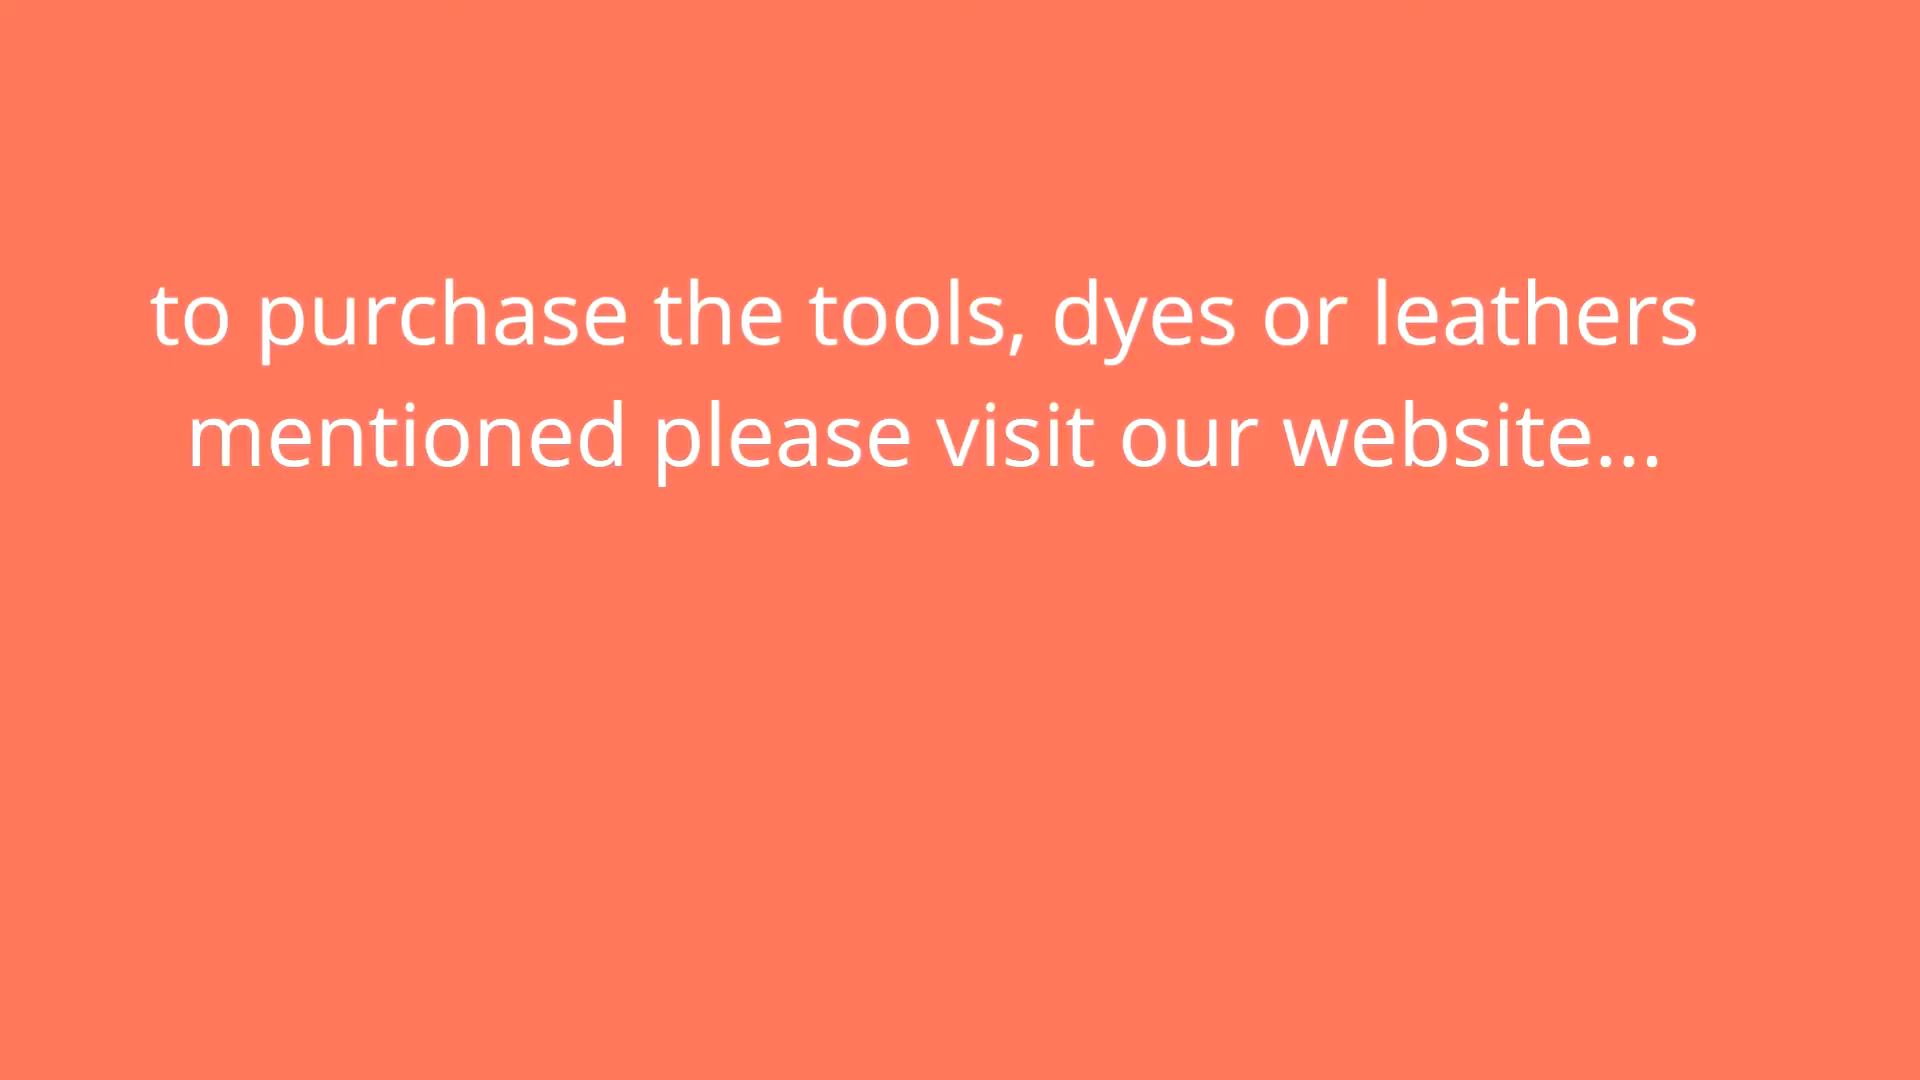 to purchase the tools, dyes or leathers
mentioned please visit our website...